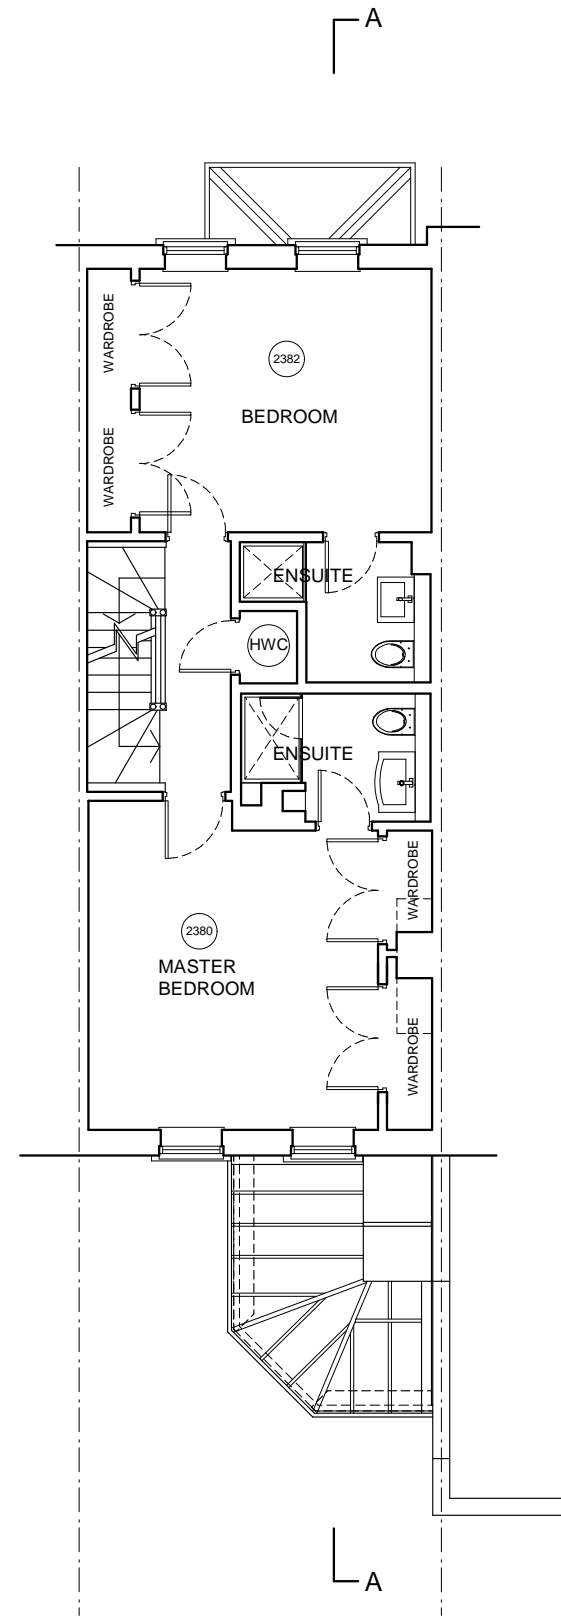 A
WARDROBE
2382
BEDROOM
WARDROBE
ENSUITE
HWC
ENSUITE
WARDROBE
2380
MASTER
BEDROOM
WARDROBE
A